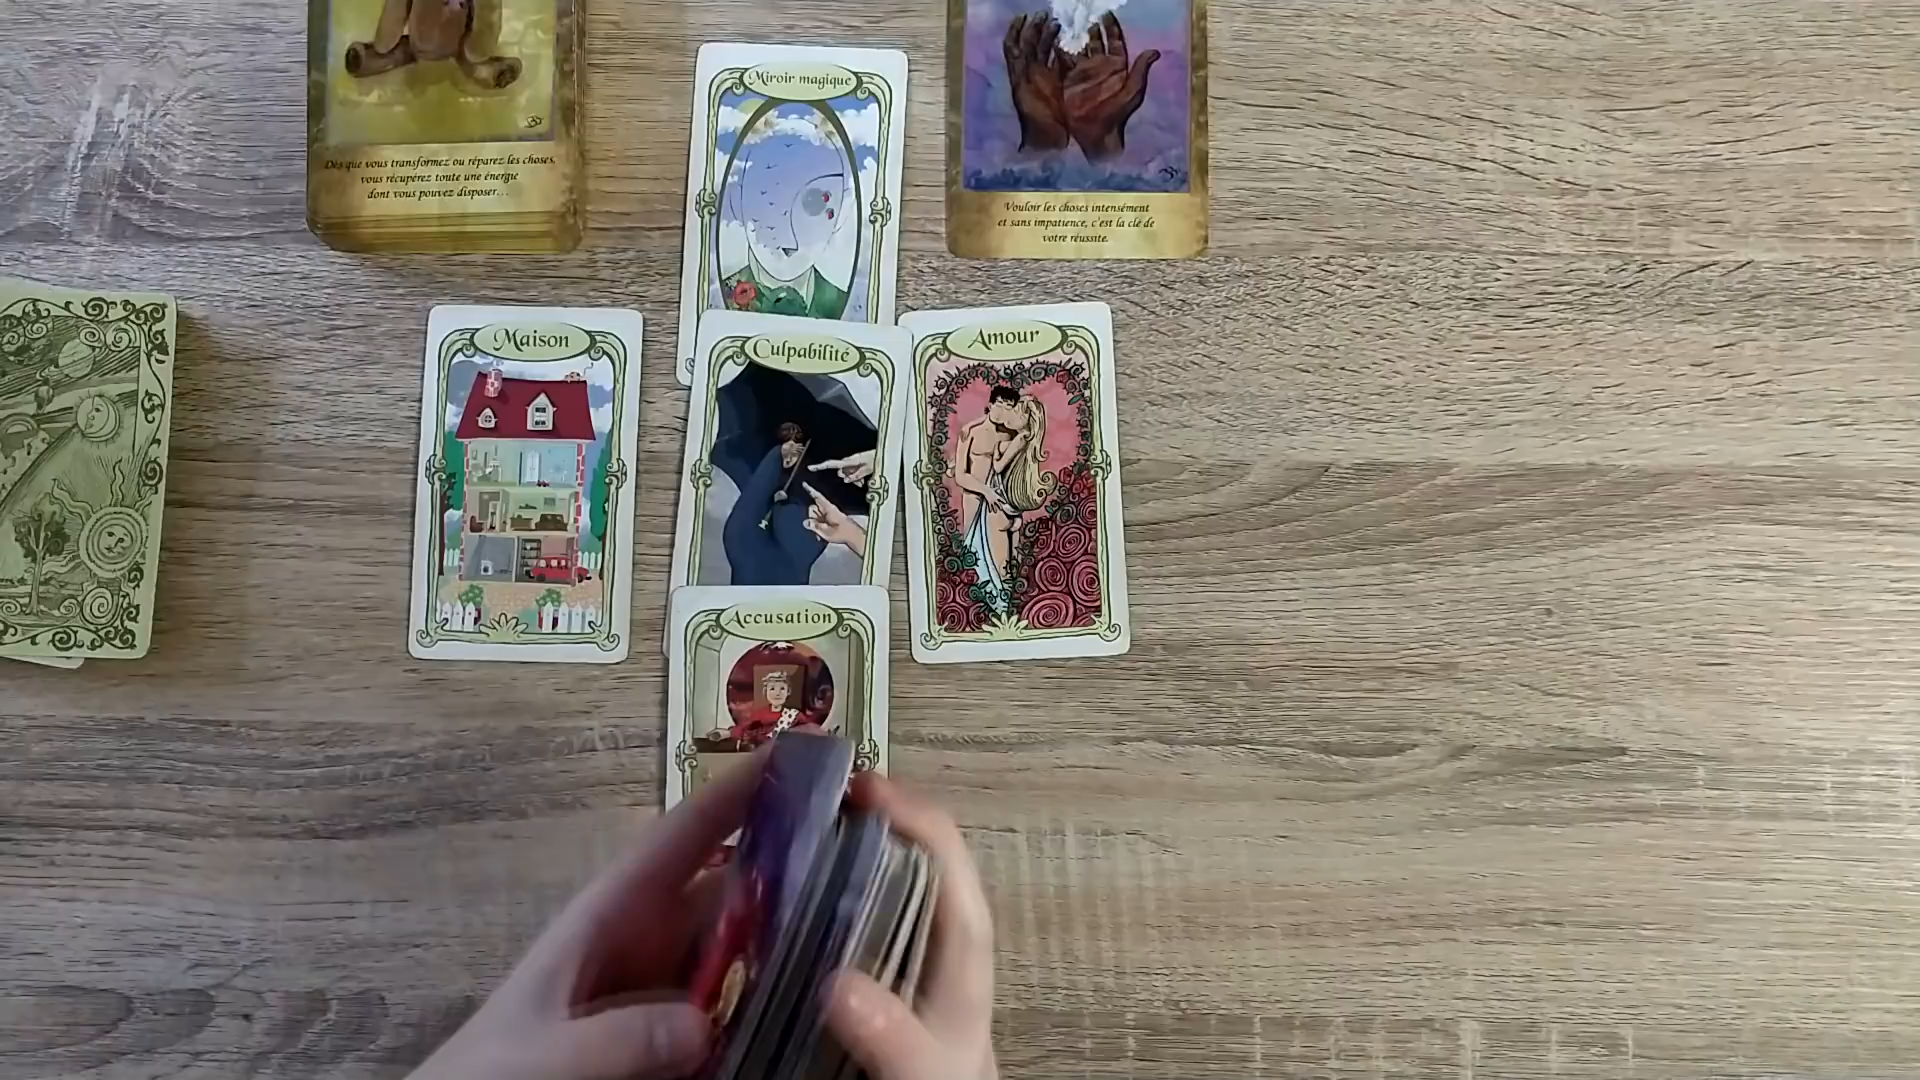 Dès que vous transformez ou réparez les choses,
vous récupérez toute une énergie
dont vous pouvez disposer...
Miroir magique
Vouloir les choses intensément
et sans impatience, c'est la clé de
votre réussite.
Maison
Culpabilité
Amour
Accusation